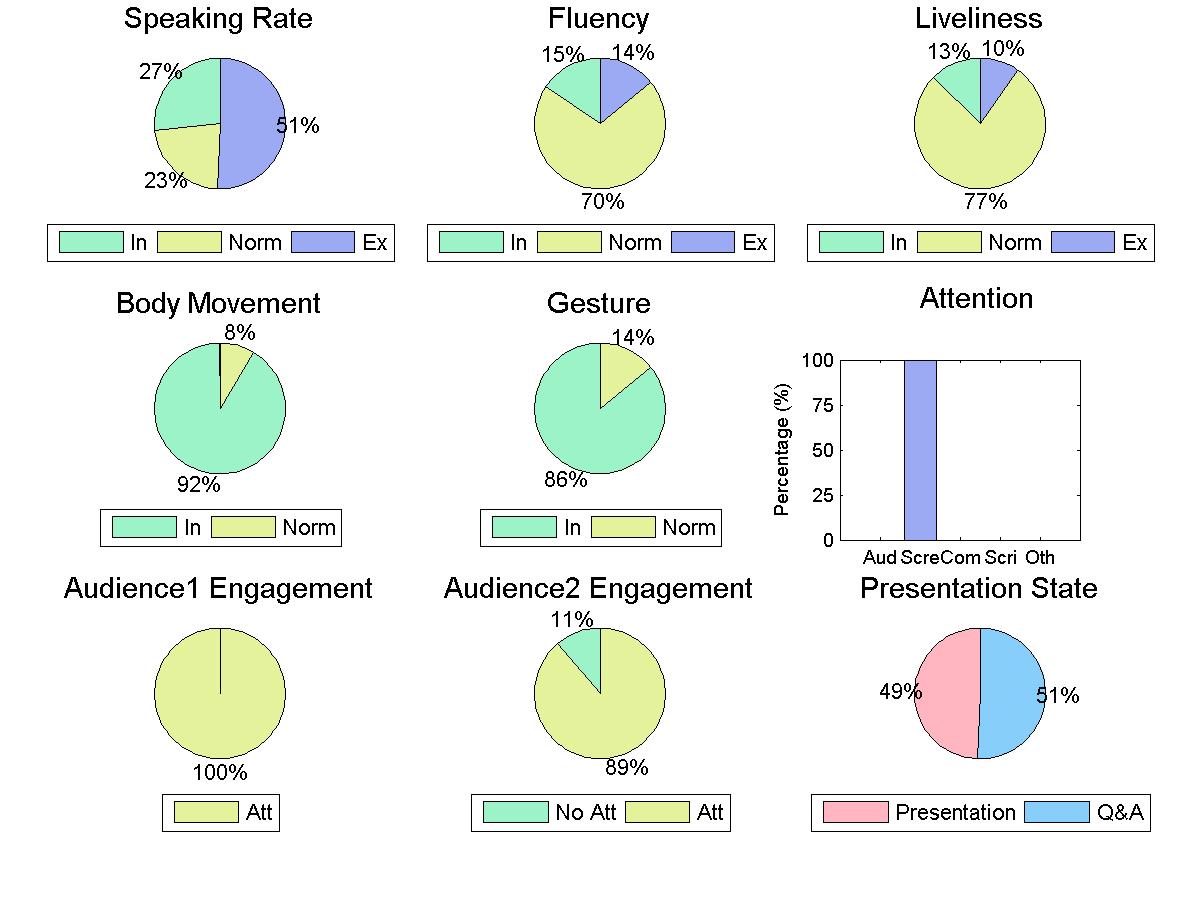 Speaking Rate
27%
51%
23%
In Norm Ex
Fluency
15% 14%
70%
In Norm Ex
Liveliness
13% 10%
77%
In Norm Ex
Body Movement
8%
92%
In Norm
Gesture
14%
86%
In Norm
Attention
Percentage (%)
100
75
50
25
0
Aud Scre Com Scri Oth
Audience1 Engagement
100%
Att
Audience2 Engagement
11%
89%
No Att Att
Presentation State
49% 51%
Presentation Q&A